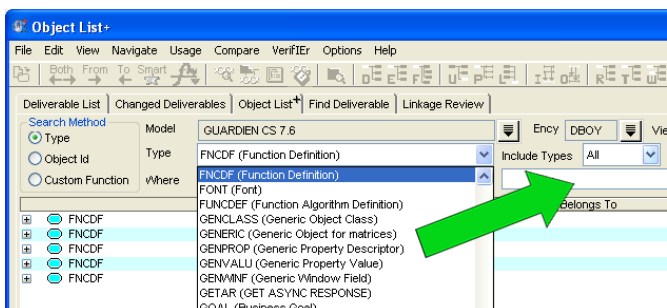 Object List+
File Edit View Navigate Usage Compare VerifIEr Options Help
Both From To Smart
Deliverable List Changed Deliverables Object List+ Find Deliverable Linkage Review
Search Method
Type
Object Id
Custom Function
Model GUARDIEN CS 7.6 Ency DBOY
Type FNCDF (Function Definition) Include Types All
Where
FNCDF (Function Definition)
FONT (Font)
FUNCDEF (Function Algorithm Definition)
GENCLASS (Generic Object Class)
GENERIC (Generic Object for matrices)
GENPROP (Generic Property Descriptor)
GENVALU (Generic Property Value)
GENWINF (Generic Window Field)
GETAR (GET ASYNC RESPONSE)
Belongs To
FNCDF
FNCDF
FNCDF
FNCDF